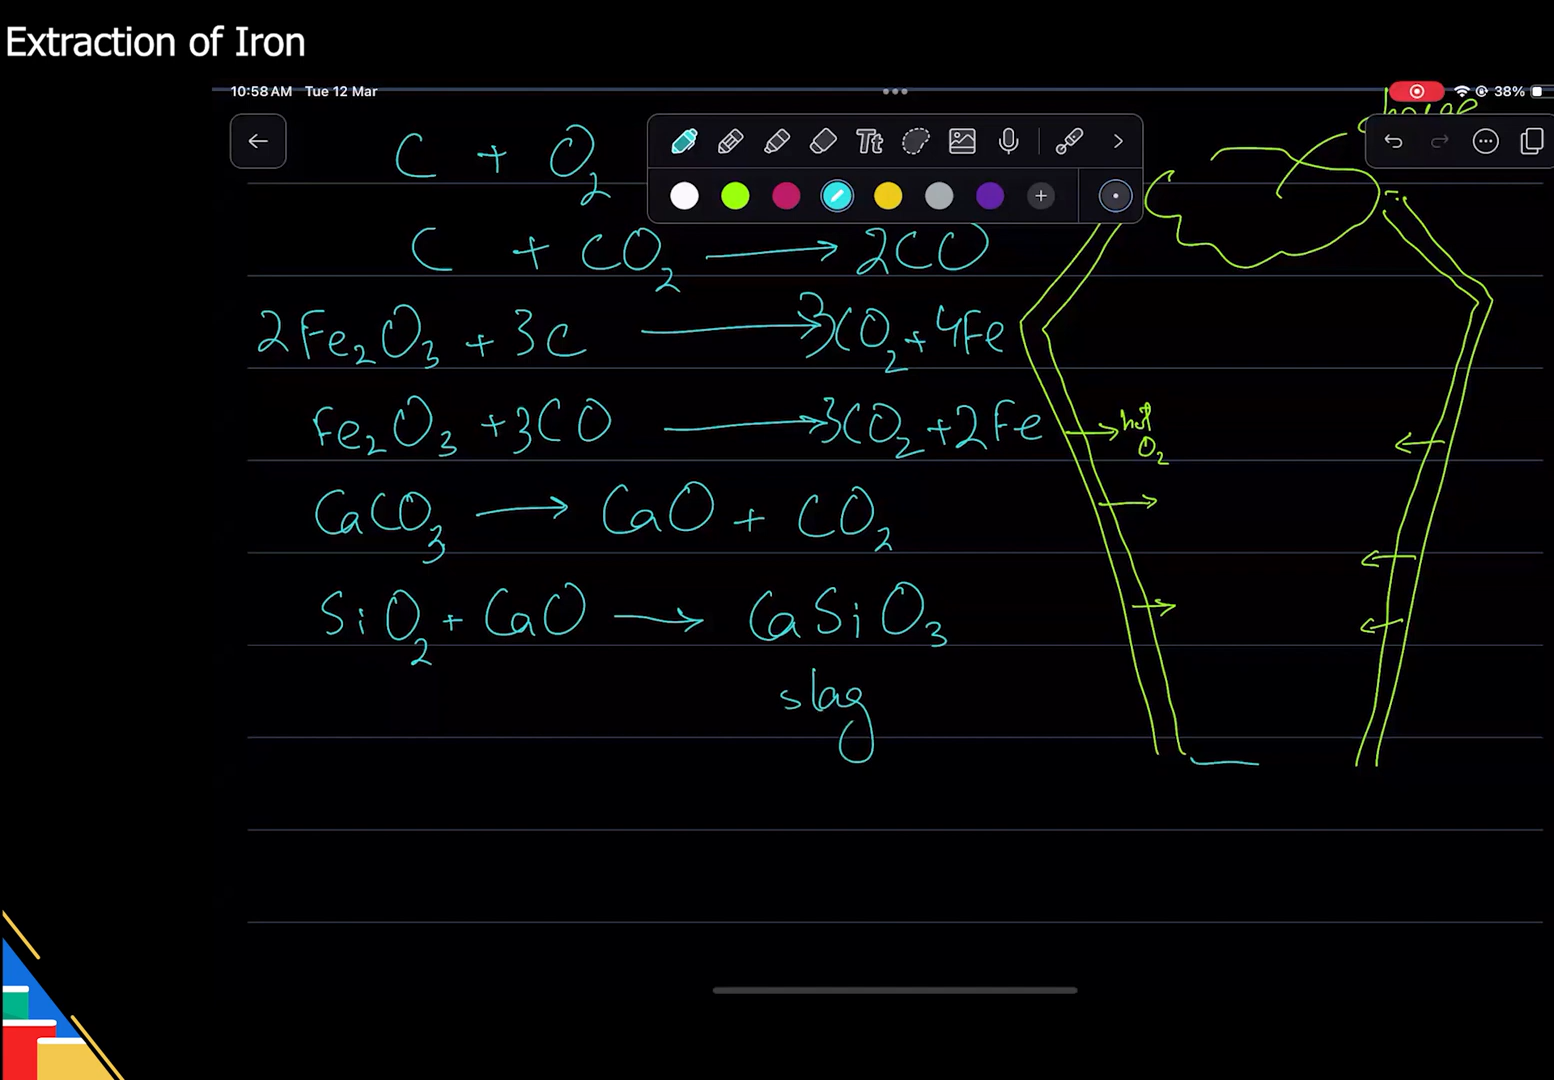 Extraction of Iron
10:58 AM Tue 12 Mar
38%
Tt
C + O₂
C + CO₂ → 2CO
2Fe₂O₃ + 3C → 3CO₂ + 4Fe
Fe₂O₃ + 3CO → 3CO₂ + 2Fe
hot
O₂
CaCO₃ → CaO + CO₂
SiO₂ + CaO → CaSiO₃
slag